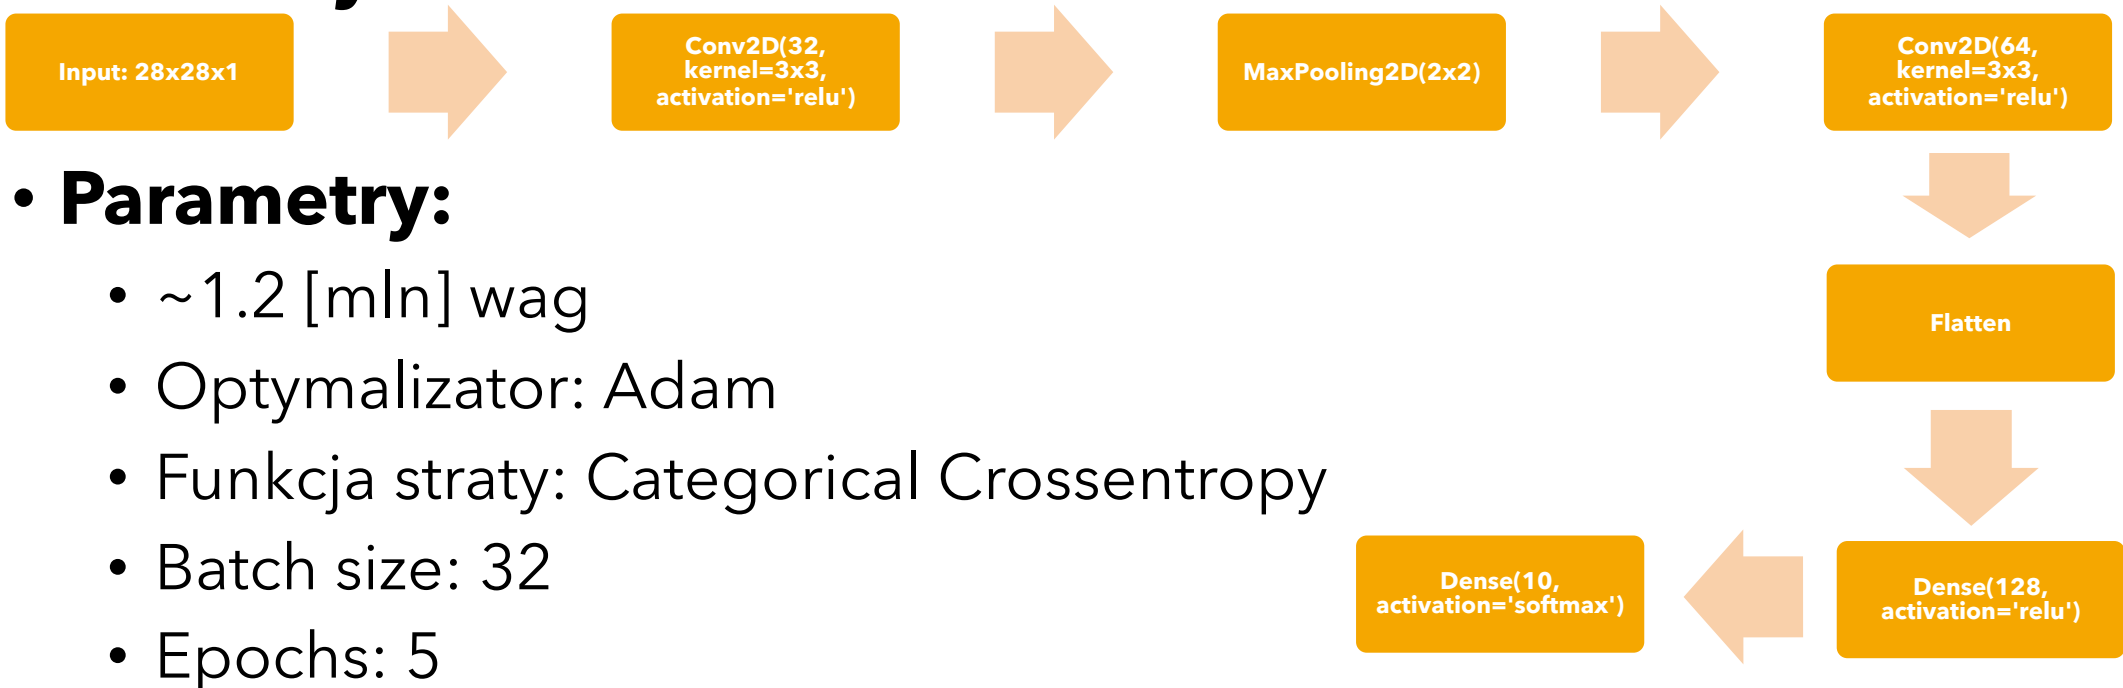 Input: 28x28x1
Conv2D(32,
kernel=3x3,
activation='relu')
MaxPooling2D(2x2)
Conv2D(64,
kernel=3x3,
activation='relu')
Flatten
Dense(128,
activation='relu')
Dense(10,
activation='softmax')
• Parametry:
• ~1.2 [mln] wag
• Optymalizator: Adam
• Funkcja straty: Categorical Crossentropy
• Batch size: 32
• Epochs: 5